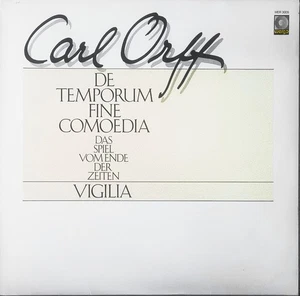 Carl Orff
DE
TEMPORUM
FINE
COMOEDIA
DAS
SPIEL
VOM ENDE
DER
ZEITEN
VIGILIA